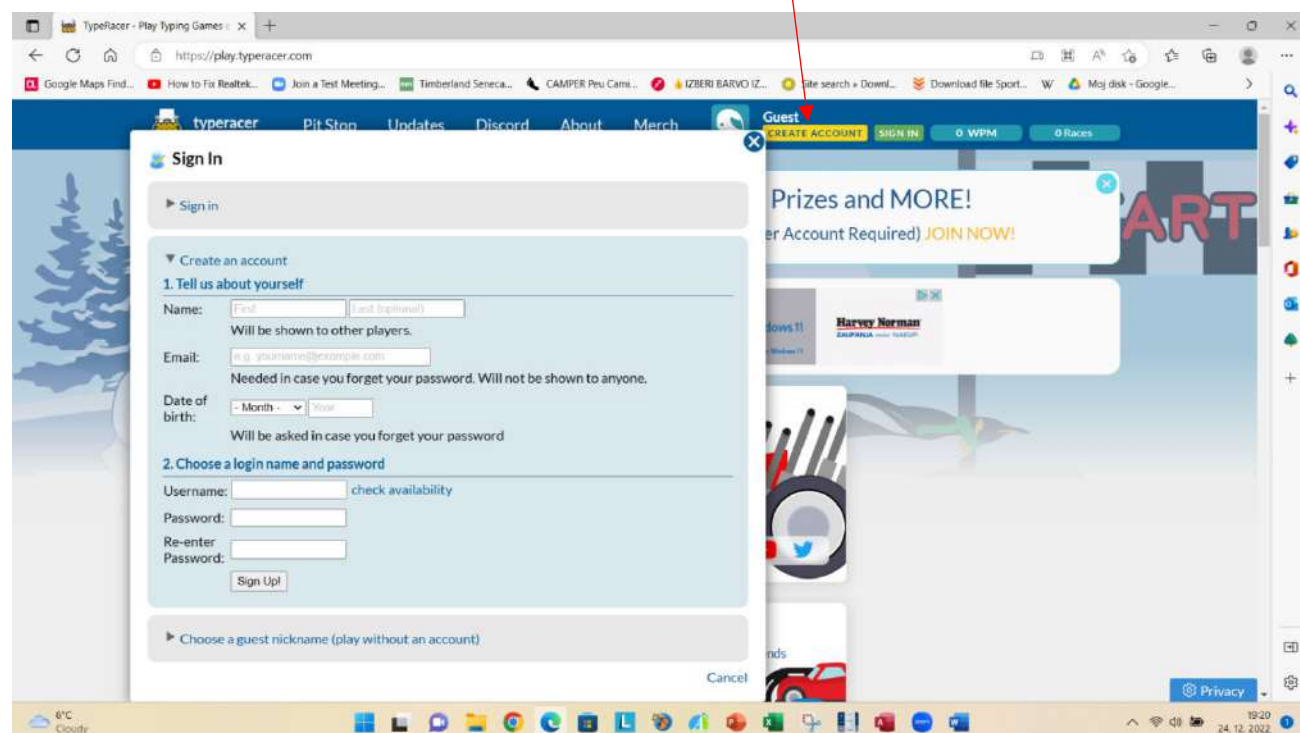 TypeRacer - Play Typing Games
https://play.typeracer.com
Google Maps Find... How to Fix Realtek... Join a Test Meeting... Timberland Seneca... CAMPER Peu Cami... IZBERI BARVO IZ... Site search » Downl... Download file Sport... W Moj disk - Google...
typeracer Pit Stop Updates Discord About Merch
Guest
CREATE ACCOUNT SIGN IN 0 WPM 0 Races
Sign In
Sign in
Create an account
1. Tell us about yourself
Name: First Last (optional)
Will be shown to other players.
Email: e.g. yourname@example.com
Needed in case you forget your password. Will not be shown to anyone.
Date of birth: - Month - Year
Will be asked in case you forget your password
2. Choose a login name and password
Username: check availability
Password:
Re-enter
Password:
Sign Up!
Choose a guest nickname (play without an account)
Cancel
Prizes and MORE!
er Account Required) JOIN NOW!
ART
dows 11
Harvey Norman
nds
Privacy
6°C
Cloudy
19:20
24. 12. 2022